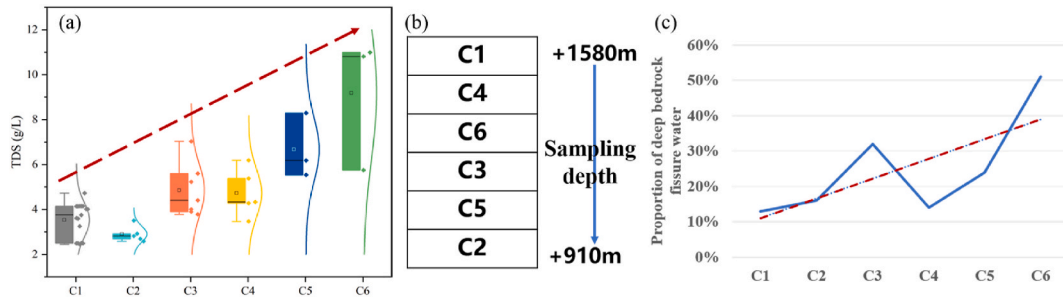 (a)
12
10
8
6
4
2
TDS (g/L)
C1 C2 C3 C4 C5 C6
(b)
C1
C4
C6
C3
C5
C2
+1580m
Sampling
depth
+910m
(c)
60%
50%
40%
30%
20%
10%
0%
Proportion of deep bedrock
fissure water
C1 C2 C3 C4 C5 C6